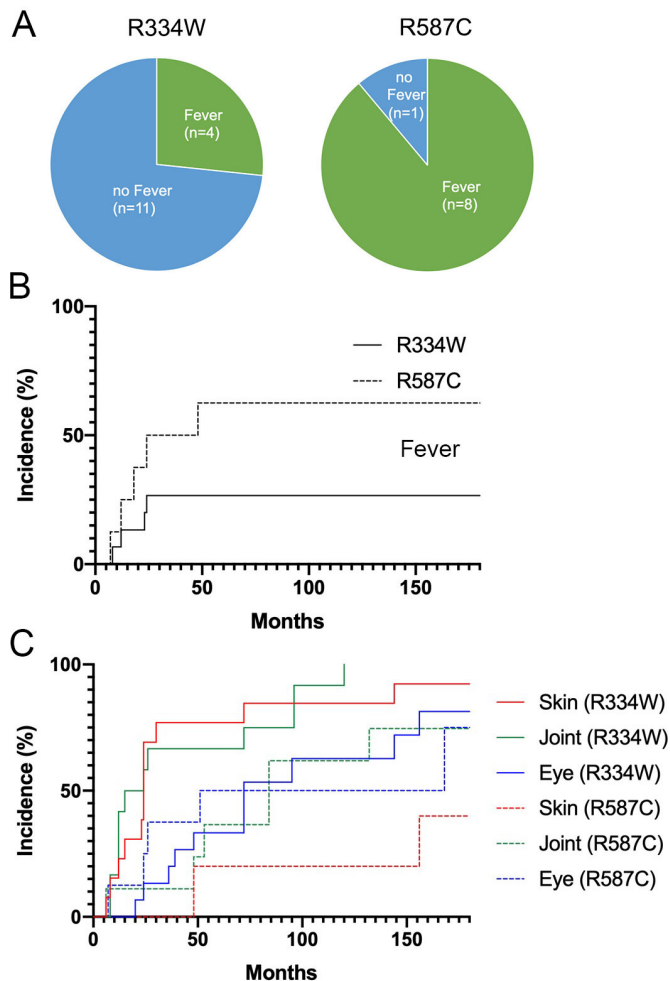 A
R334W
R587C
Fever
(n=4)
no Fever
(n=11)
no
Fever
(n=1)
Fever
(n=8)
B
100
50
0
Incidence (%)
R334W
R587C
Fever
0 50 100 150
Months
C
100
50
0
Incidence (%)
Skin (R334W)
Joint (R334W)
Eye (R334W)
Skin (R587C)
Joint (R587C)
Eye (R587C)
0 50 100 150
Months